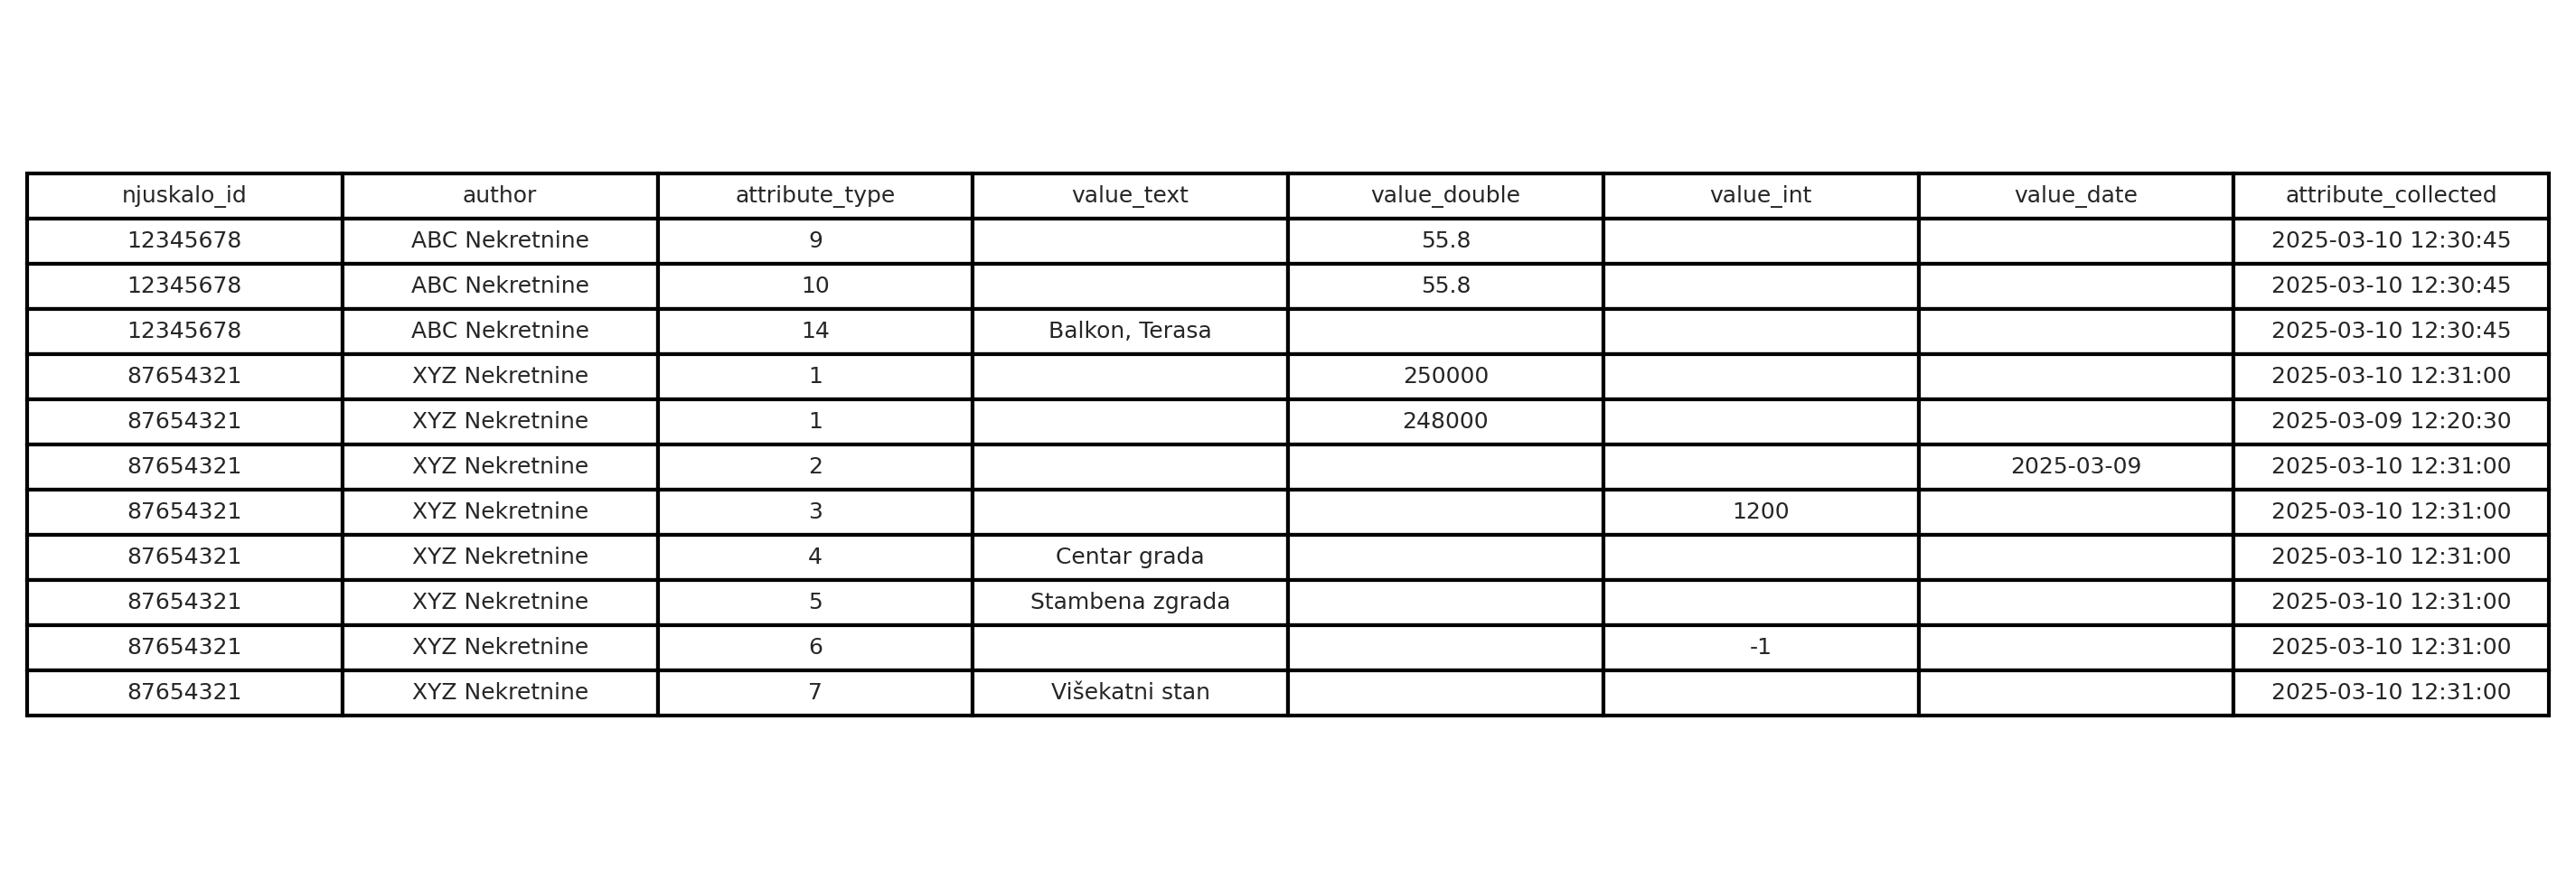 njuskalo_id author attribute_type value_text value_double value_int value_date attribute_collected
12345678 ABC Nekretnine 9 55.8 2025-03-10 12:30:45
12345678 ABC Nekretnine 10 55.8 2025-03-10 12:30:45
12345678 ABC Nekretnine 14 Balkon, Terasa 2025-03-10 12:30:45
87654321 XYZ Nekretnine 1 250000 2025-03-10 12:31:00
87654321 XYZ Nekretnine 1 248000 2025-03-09 12:20:30
87654321 XYZ Nekretnine 2 2025-03-09 2025-03-10 12:31:00
87654321 XYZ Nekretnine 3 1200 2025-03-10 12:31:00
87654321 XYZ Nekretnine 4 Centar grada 2025-03-10 12:31:00
87654321 XYZ Nekretnine 5 Stambena zgrada 2025-03-10 12:31:00
87654321 XYZ Nekretnine 6 -1 2025-03-10 12:31:00
87654321 XYZ Nekretnine 7 Višekatni stan 2025-03-10 12:31:00